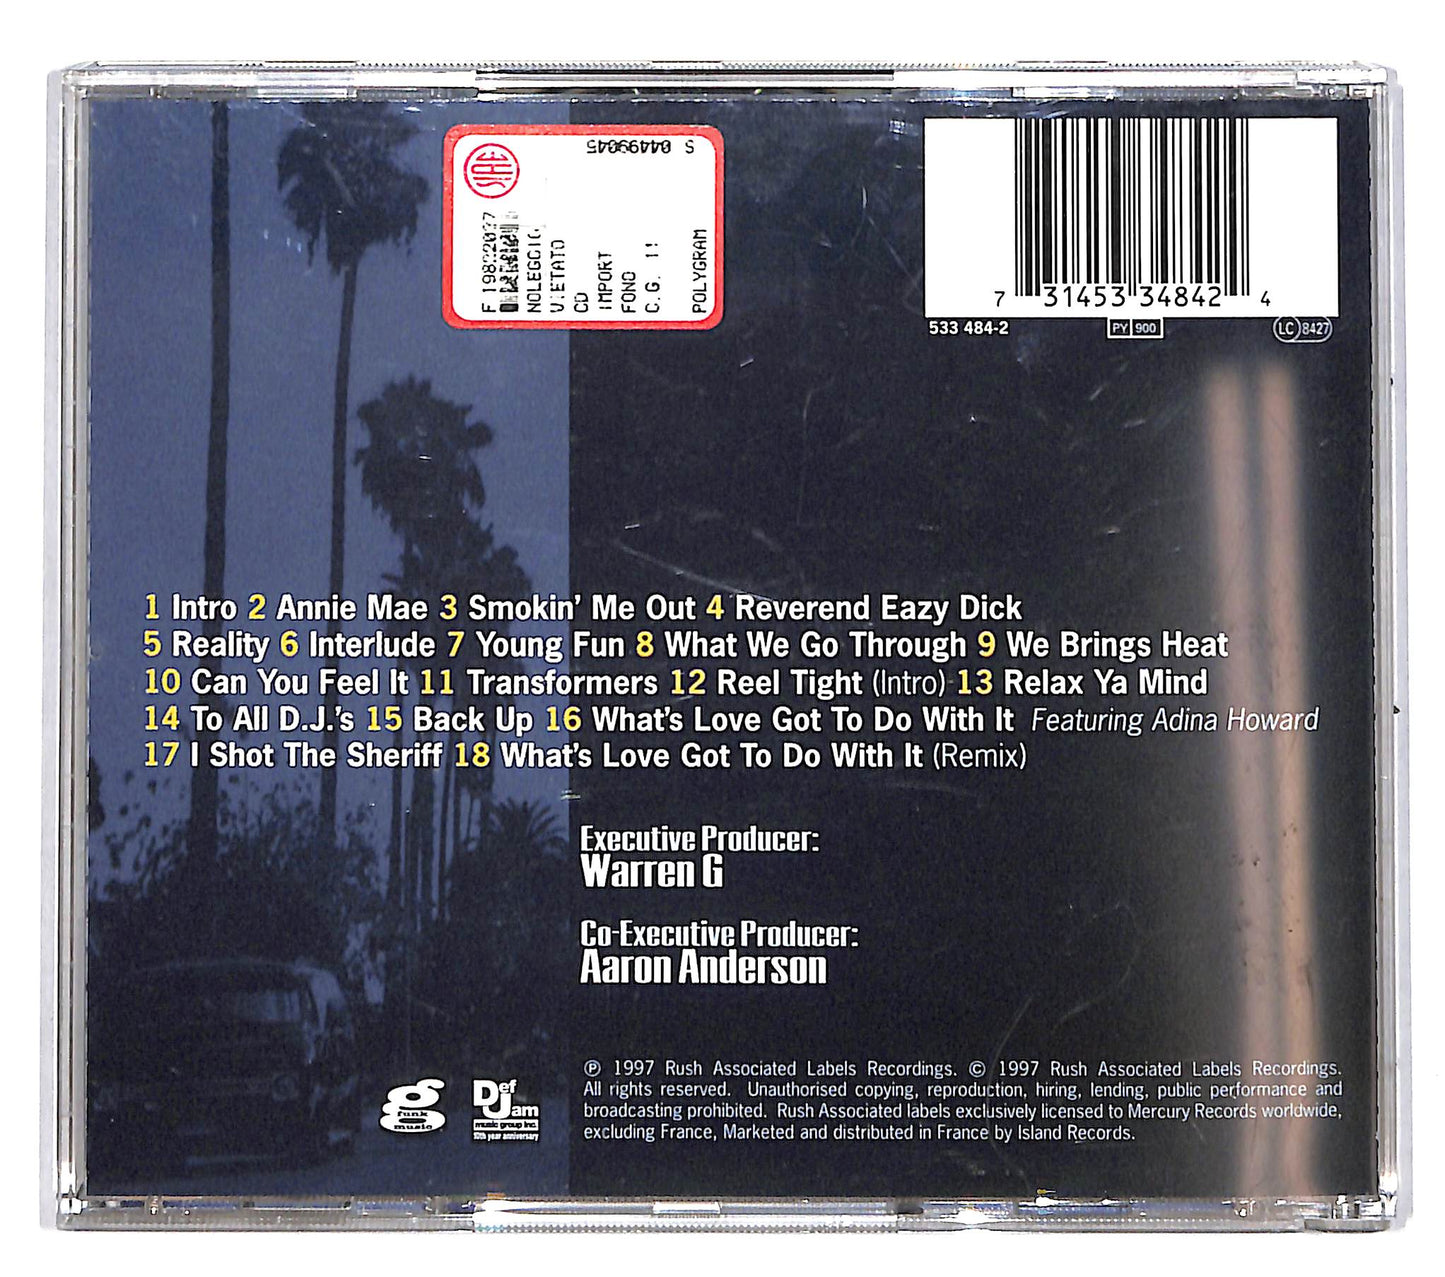 S 04499045
SIAE
F 1982202?7
NOLEGGIO
VIETATO
CD
IMPORT
FONO
C.G. 1!
POLYGRAM
7 31453 34842 4
533 484-2
PY 900
LC 8427
1 Intro 2 Annie Mae 3 Smokin' Me Out 4 Reverend Eazy Dick
5 Reality 6 Interlude 7 Young Fun 8 What We Go Through 9 We Brings Heat
10 Can You Feel It 11 Transformers 12 Reel Tight (Intro) 13 Relax Ya Mind
14 To All D.J.'s 15 Back Up 16 What's Love Got To Do With It Featuring Adina Howard
17 I Shot The Sheriff 18 What's Love Got To Do With It (Remix)
Executive Producer:
Warren G
Co-Executive Producer:
Aaron Anderson
g
funk
music
Def
Jam
music group inc.
10th year anniversary
℗ 1997 Rush Associated Labels Recordings. © 1997 Rush Associated Labels Recordings.
All rights reserved. Unauthorised copying, reproduction, hiring, lending, public performance and
broadcasting prohibited. Rush Associated labels exclusively licensed to Mercury Records worldwide,
excluding France, Marketed and distributed in France by Island Records.